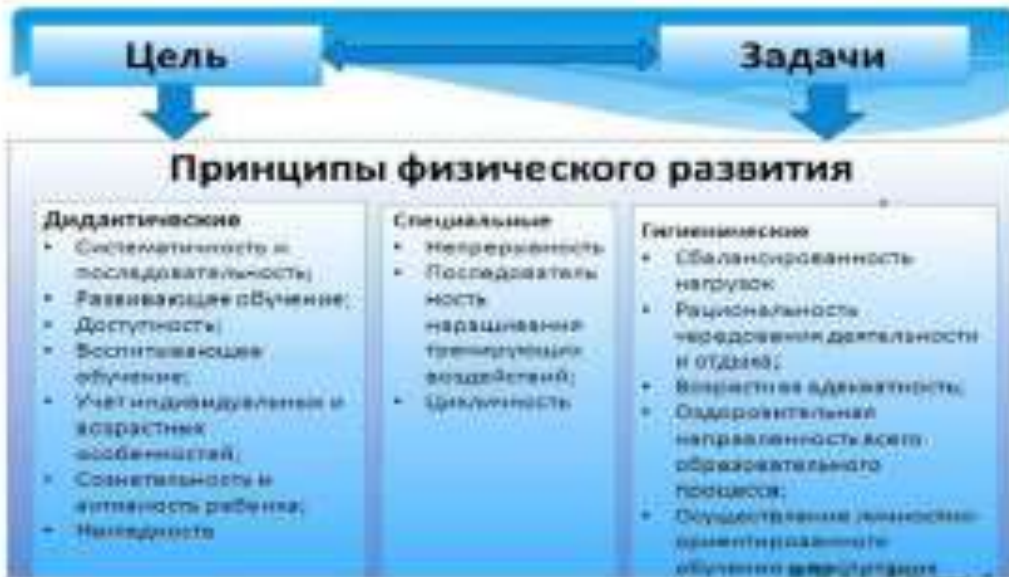 Цель
Задачи
Принципы физического развития
Дидактические
• Систематичность и
последовательность;
• Развивающее обучение;
• Доступность;
• Воспитывающее
обучение;
• Учет индивидуальных и
возрастных
особенностей;
• Сознательность и
активность ребенка;
• Наглядность
Специальные
• Непрерывность
• Последователь
ность
наращивания
тренирующих
воздействий;
• Цикличность
Гигиенические
• Сбалансированность
нагрузок
• Рациональность
чередования деятельности
и отдыха;
• Возрастная адекватность;
• Оздоровительная
направленность всего
образовательного
процесса;
• Осуществление личностно-
ориентированного
обучения